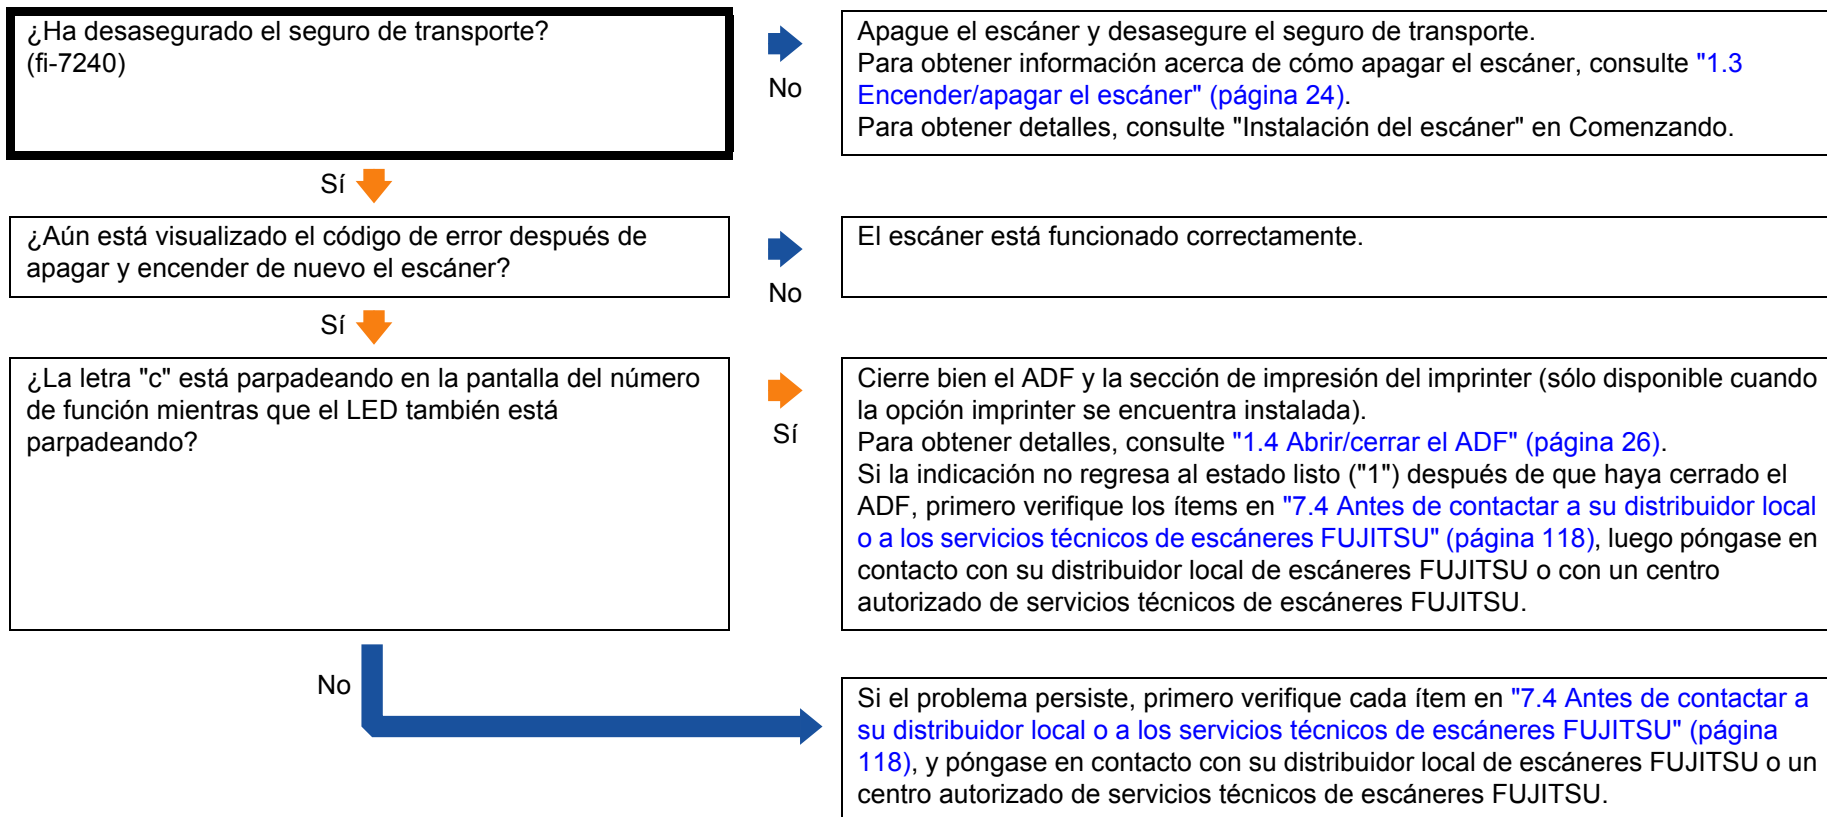 ¿Ha desasegurado el seguro de transporte?
(fi-7240)
No
Apague el escáner y desasegure el seguro de transporte.
Para obtener información acerca de cómo apagar el escáner, consulte "1.3
Encender/apagar el escáner" (página 24).
Para obtener detalles, consulte "Instalación del escáner" en Comenzando.
Sí
¿Aún está visualizado el código de error después de
apagar y encender de nuevo el escáner?
No
El escáner está funcionado correctamente.
Sí
¿La letra "c" está parpadeando en la pantalla del número
de función mientras que el LED también está
parpadeando?
Sí
Cierre bien el ADF y la sección de impresión del imprinter (sólo disponible cuando
la opción imprinter se encuentra instalada).
Para obtener detalles, consulte "1.4 Abrir/cerrar el ADF" (página 26).
Si la indicación no regresa al estado listo ("1") después de que haya cerrado el
ADF, primero verifique los ítems en "7.4 Antes de contactar a su distribuidor local
o a los servicios técnicos de escáneres FUJITSU" (página 118), luego póngase en
contacto con su distribuidor local de escáneres FUJITSU o con un centro
autorizado de servicios técnicos de escáneres FUJITSU.
No
Si el problema persiste, primero verifique cada ítem en "7.4 Antes de contactar a
su distribuidor local o a los servicios técnicos de escáneres FUJITSU" (página
118), y póngase en contacto con su distribuidor local de escáneres FUJITSU o un
centro autorizado de servicios técnicos de escáneres FUJITSU.